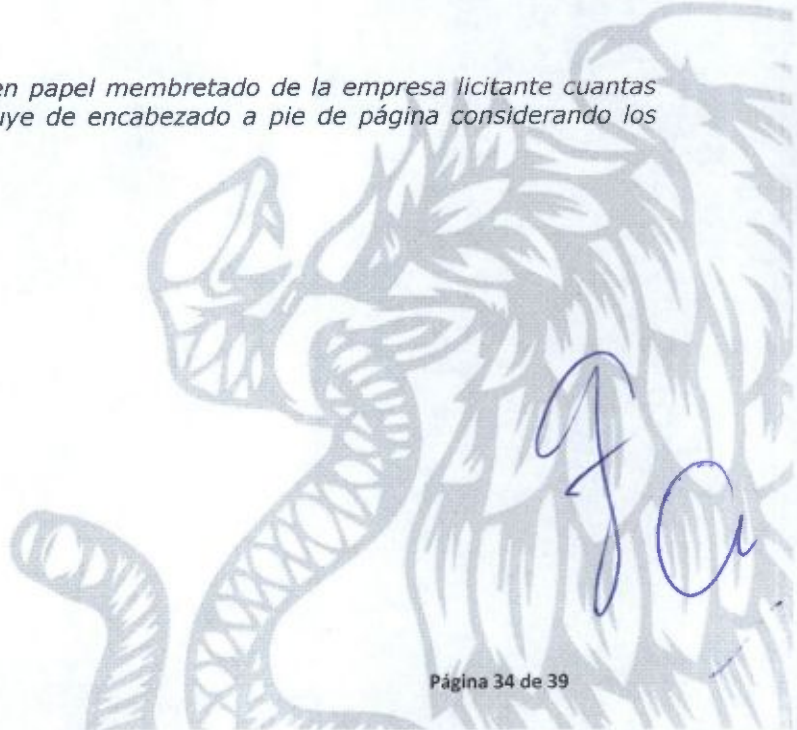 en papel membretado de la empresa licitante cuantas
uye de encabezado a pie de página considerando los
Página 34 de 39